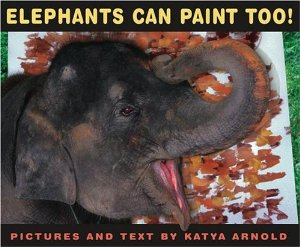 ELEPHANTS CAN PAINT TOO!
PICTURES AND TEXT BY KATYA ARNOLD